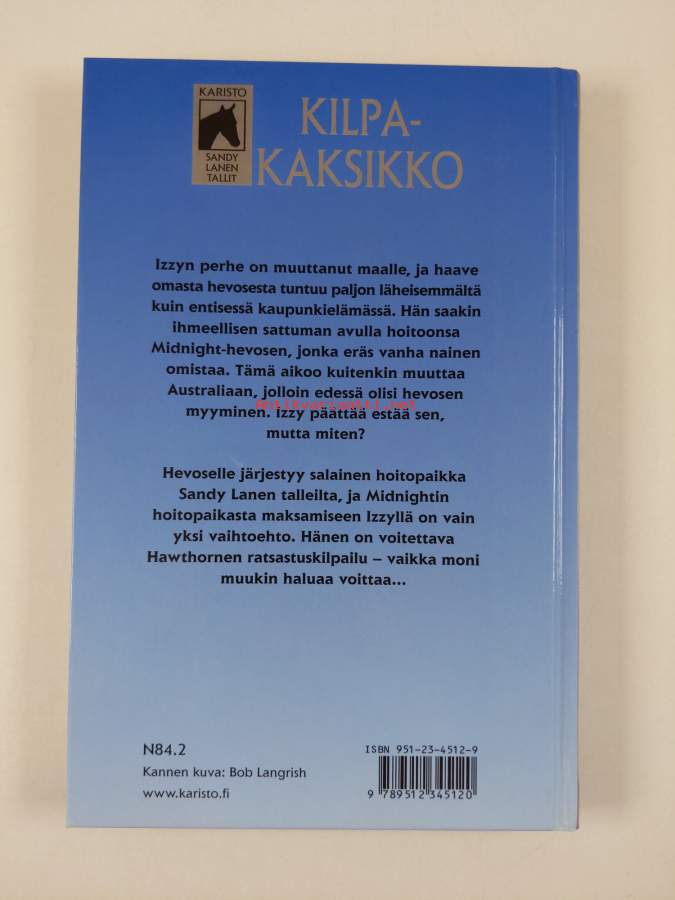 KARISTO
SANDY
LANEN
TALLIT
KILPA-
KAKSIKKO
Izzyn perhe on muuttanut maalle, ja haave
omasta hevosesta tuntuu paljon läheisemmältä
kuin entisessä kaupunkielämässä. Hän saakin
ihmeellisen sattuman avulla hoitoonsa
Midnight-hevosen, jonka eräs vanha nainen
omistaa. Tämä aikoo kuitenkin muuttaa
Australiaan, jolloin edessä olisi hevosen
Antikvariaatti.net
myyminen. Izzy päättää estää sen,
mutta miten?
Hevoselle järjestyy salainen hoitopaikka
Sandy Lanen talleilta, ja Midnightin
hoitopaikasta maksamiseen Izzyllä on vain
yksi vaihtoehto. Hänen on voitettava
Hawthornen ratsastuskilpailu – vaikka moni
muukin haluaa voittaa...
N84.2
Kannen kuva: Bob Langrish
www.karisto.fi
ISBN 951-23-4512-9
9 789512 345120